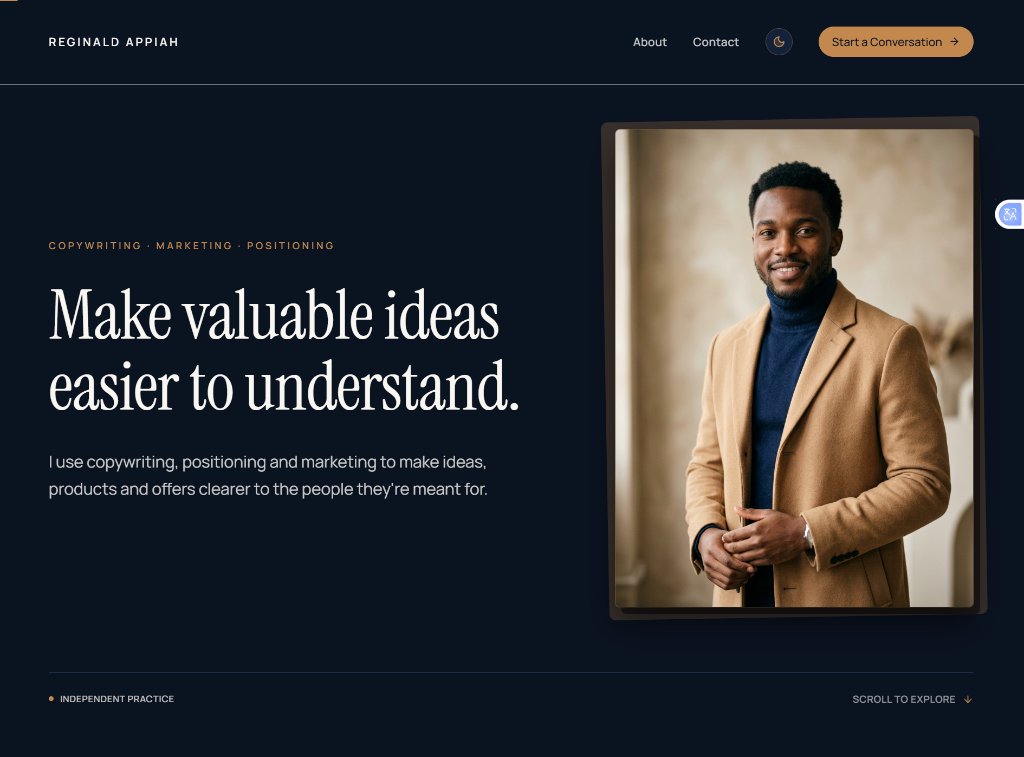 REGINALD APPIAH
About
Contact
Start a Conversation →
COPYWRITING · MARKETING · POSITIONING
Make valuable ideas
easier to understand.
I use copywriting, positioning and marketing to make ideas,
products and offers clearer to the people they're meant for.
INDEPENDENT PRACTICE
SCROLL TO EXPLORE ↓